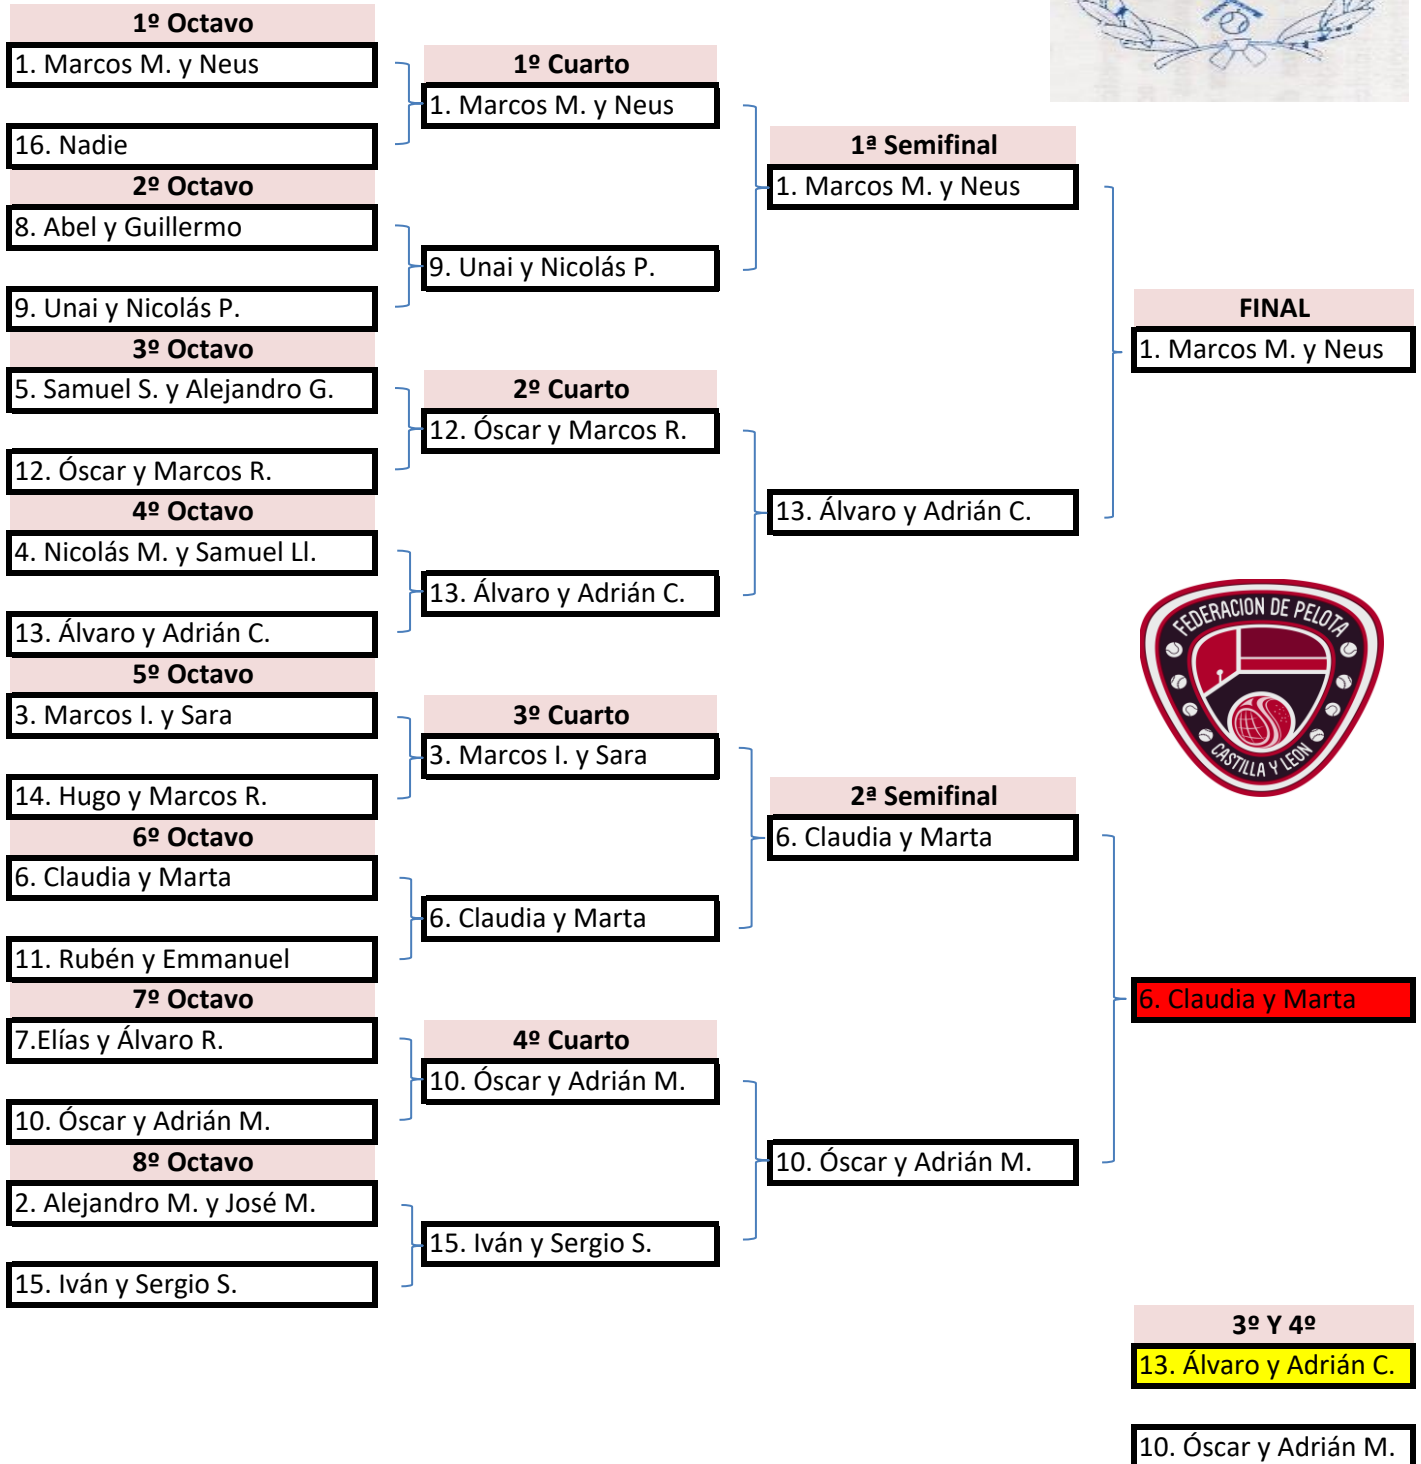 1º Octavo
1. Marcos M. y Neus
16. Nadie
2º Octavo
8. Abel y Guillermo
9. Unai y Nicolás P.
3º Octavo
5. Samuel S. y Alejandro G.
12. Óscar y Marcos R.
4º Octavo
4. Nicolás M. y Samuel Ll.
13. Álvaro y Adrián C.
5º Octavo
3. Marcos I. y Sara
14. Hugo y Marcos R.
6º Octavo
6. Claudia y Marta
11. Rubén y Emmanuel
7º Octavo
7.Elías y Álvaro R.
10. Óscar y Adrián M.
8º Octavo
2. Alejandro M. y José M.
15. Iván y Sergio S.
1º Cuarto
1. Marcos M. y Neus
9. Unai y Nicolás P.
2º Cuarto
12. Óscar y Marcos R.
13. Álvaro y Adrián C.
3º Cuarto
3. Marcos I. y Sara
6. Claudia y Marta
4º Cuarto
10. Óscar y Adrián M.
15. Iván y Sergio S.
1ª Semifinal
1. Marcos M. y Neus
13. Álvaro y Adrián C.
2ª Semifinal
6. Claudia y Marta
10. Óscar y Adrián M.
FINAL
1. Marcos M. y Neus
6. Claudia y Marta
FEDERACION DE PELOTA
CASTILLA Y LEON
3º Y 4º
13. Álvaro y Adrián C.
10. Óscar y Adrián M.